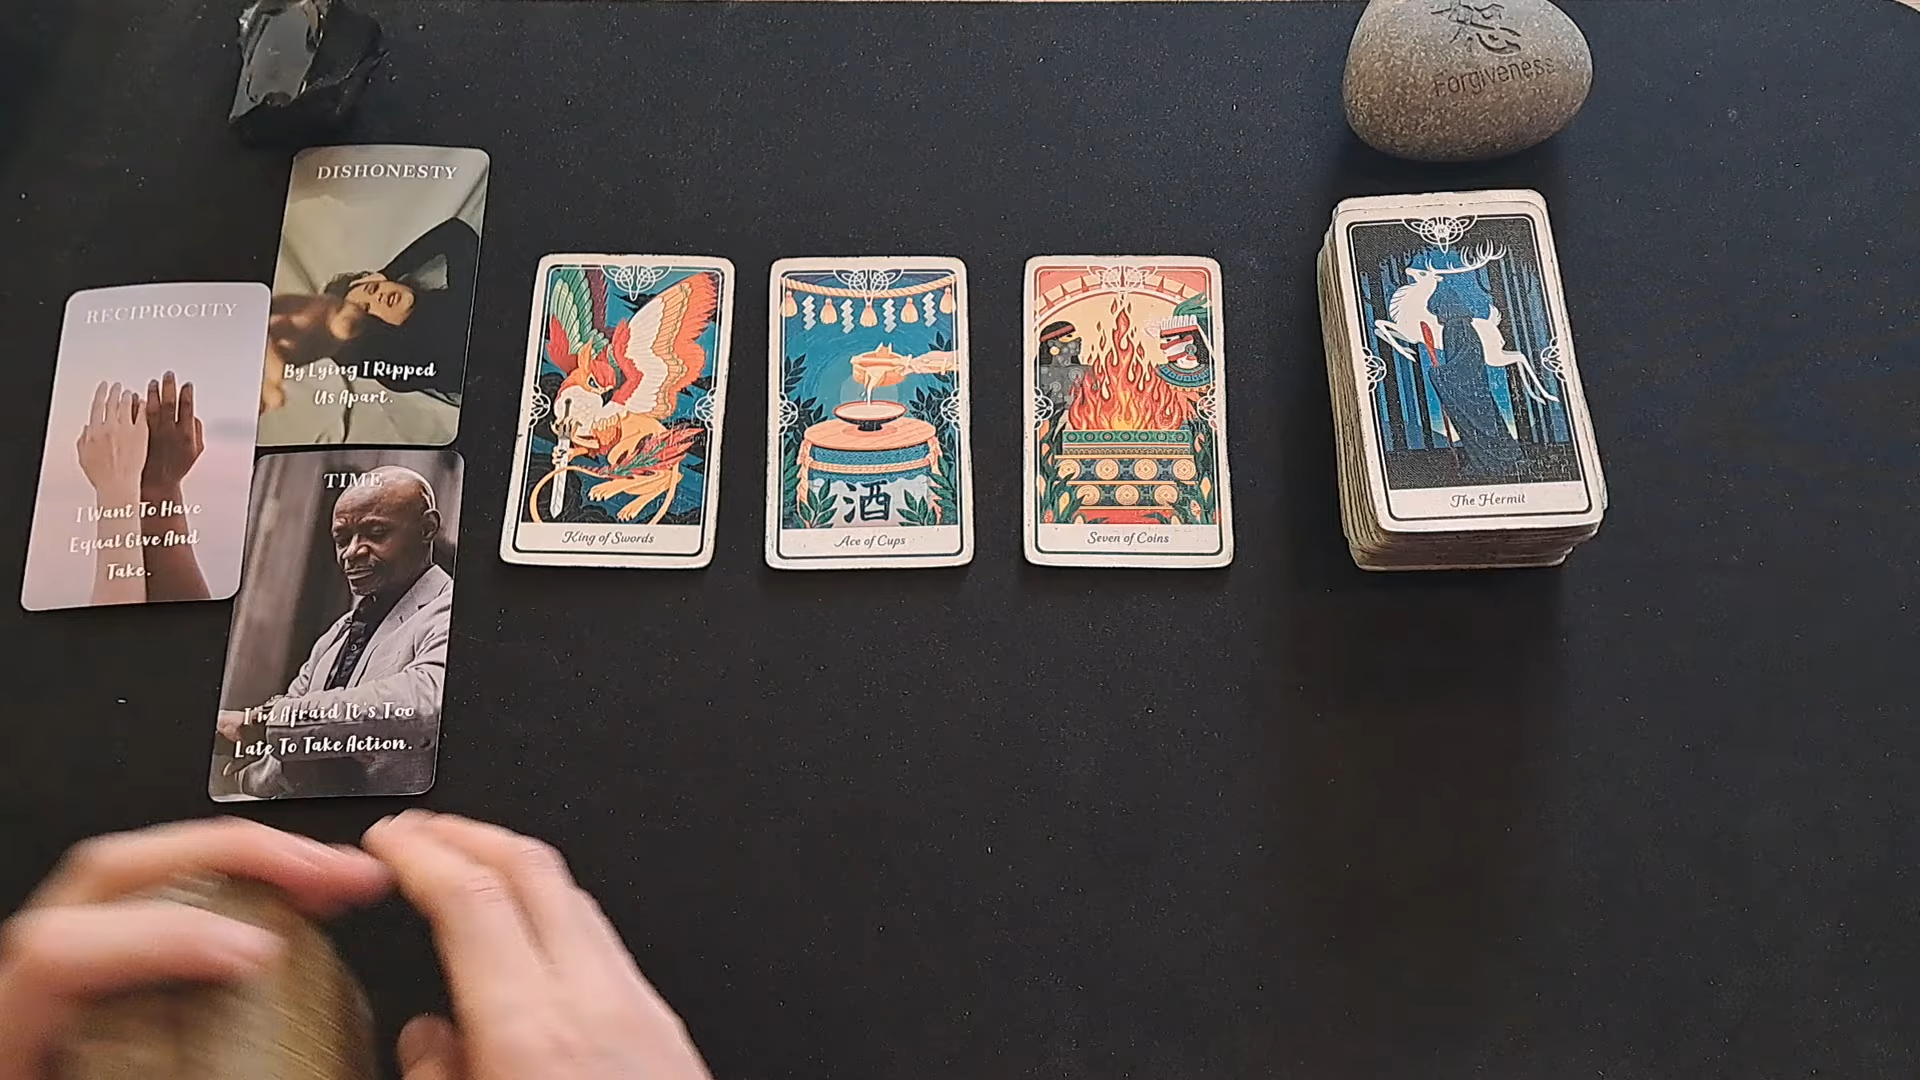 怒
Forgiveness
DISHONESTY
By Lying I Ripped
Us Apart.
RECIPROCITY
I Want To Have
Equal Give And
Take.
TIME
I'm Afraid It's Too
Late To Take Action.
King of Swords
酒
Ace of Cups
Seven of Coins
The Hermit